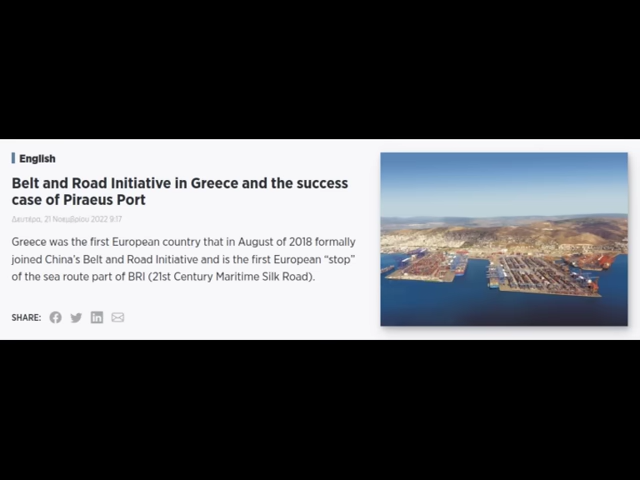 English
Belt and Road Initiative in Greece and the success
case of Piraeus Port
Δευτέρα, 21 Νοεμβρίου 2022 9:17
Greece was the first European country that in August of 2018 formally
joined China's Belt and Road Initiative and is the first European “stop”
of the sea route part of BRI (21st Century Maritime Silk Road).
SHARE: